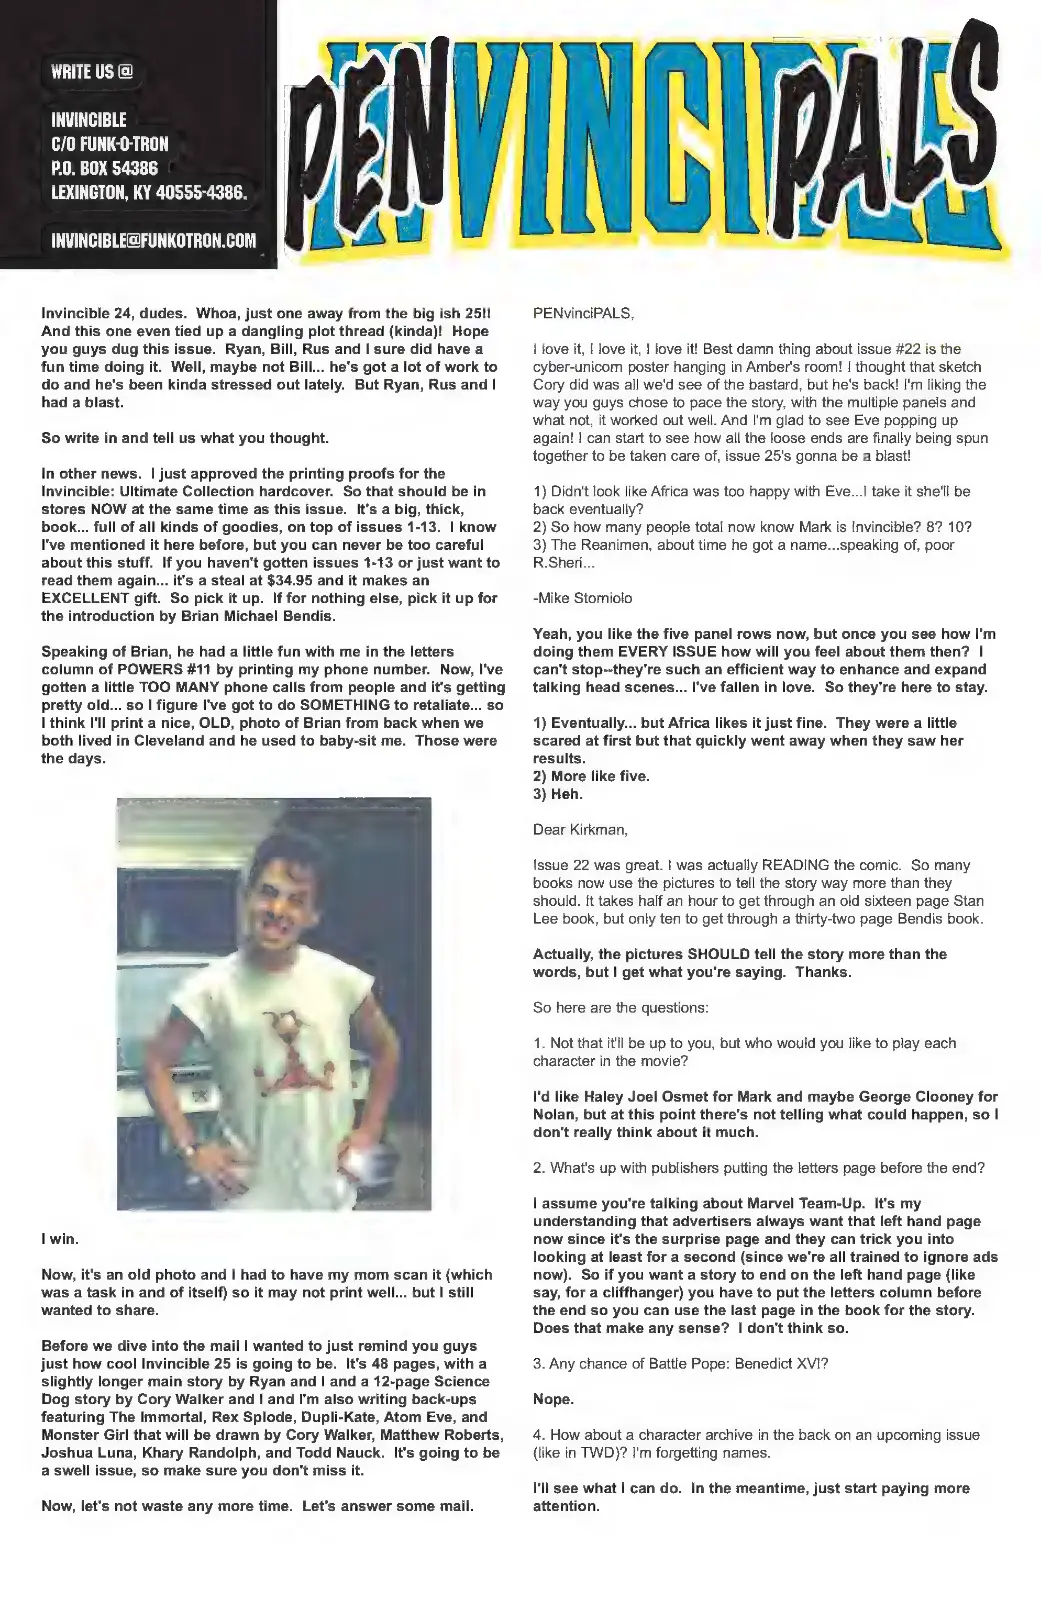 WRITE US @
INVINCIBLE
C/O FUNK-O-TRON
P.O. BOX 54386
LEXINGTON, KY 40555-4386.
INVINCIBLE@FUNKOTRON.COM
PENVINCIPALS
Invincible 24, dudes. Whoa, just one away from the big ish 25!!
And this one even tied up a dangling plot thread (kinda)! Hope
you guys dug this issue. Ryan, Bill, Rus and I sure did have a
fun time doing it. Well, maybe not Bill... he's got a lot of work to
do and he's been kinda stressed out lately. But Ryan, Rus and I
had a blast.
So write in and tell us what you thought.
In other news. I just approved the printing proofs for the
Invincible: Ultimate Collection hardcover. So that should be in
stores NOW at the same time as this issue. It's a big, thick,
book... full of all kinds of goodies, on top of issues 1-13. I know
I've mentioned it here before, but you can never be too careful
about this stuff. If you haven't gotten issues 1-13 or just want to
read them again... it's a steal at $34.95 and it makes an
EXCELLENT gift. So pick it up. If for nothing else, pick it up for
the introduction by Brian Michael Bendis.
Speaking of Brian, he had a little fun with me in the letters
column of POWERS #11 by printing my phone number. Now, I've
gotten a little TOO MANY phone calls from people and it's getting
pretty old... so I figure I've got to do SOMETHING to retaliate... so
I think I'll print a nice, OLD, photo of Brian from back when we
both lived in Cleveland and he used to baby-sit me. Those were
the days.
I win.
Now, it's an old photo and I had to have my mom scan it (which
was a task in and of itself) so it may not print well... but I still
wanted to share.
Before we dive into the mail I wanted to just remind you guys
just how cool Invincible 25 is going to be. It's 48 pages, with a
slightly longer main story by Ryan and I and a 12-page Science
Dog story by Cory Walker and I and I'm also writing back-ups
featuring The Immortal, Rex Splode, Dupli-Kate, Atom Eve, and
Monster Girl that will be drawn by Cory Walker, Matthew Roberts,
Joshua Luna, Khary Randolph, and Todd Nauck. It's going to be
a swell issue, so make sure you don't miss it.
Now, let's not waste any more time. Let's answer some mail.
PENvinciPALS,
I love it, I love it, I love it! Best damn thing about issue #22 is the
cyber-unicorn poster hanging in Amber's room! I thought that sketch
Cory did was all we'd see of the bastard, but he's back! I'm liking the
way you guys chose to pace the story, with the multiple panels and
what not, it worked out well. And I'm glad to see Eve popping up
again! I can start to see how all the loose ends are finally being spun
together to be taken care of, issue 25's gonna be a blast!
1) Didn't look like Africa was too happy with Eve...I take it she'll be
back eventually?
2) So how many people total now know Mark is Invincible? 8? 10?
3) The Reanimen, about time he got a name...speaking of, poor
R.Sheri...
-Mike Stomiolo
Yeah, you like the five panel rows now, but once you see how I'm
doing them EVERY ISSUE how will you feel about them then? I
can't stop--they're such an efficient way to enhance and expand
talking head scenes... I've fallen in love. So they're here to stay.
1) Eventually... but Africa likes it just fine. They were a little
scared at first but that quickly went away when they saw her
results.
2) More like five.
3) Heh.
Dear Kirkman,
Issue 22 was great. I was actually READING the comic. So many
books now use the pictures to tell the story way more than they
should. It takes half an hour to get through an old sixteen page Stan
Lee book, but only ten to get through a thirty-two page Bendis book.
Actually, the pictures SHOULD tell the story more than the
words, but I get what you're saying. Thanks.
So here are the questions:
1. Not that it'll be up to you, but who would you like to play each
character in the movie?
I'd like Haley Joel Osmet for Mark and maybe George Clooney for
Nolan, but at this point there's not telling what could happen, so I
don't really think about it much.
2. What's up with publishers putting the letters page before the end?
I assume you're talking about Marvel Team-Up. It's my
understanding that advertisers always want that left hand page
now since it's the surprise page and they can trick you into
looking at least for a second (since we're all trained to ignore ads
now). So if you want a story to end on the left hand page (like
say, for a cliffhanger) you have to put the letters column before
the end so you can use the last page in the book for the story.
Does that make any sense? I don't think so.
3. Any chance of Battle Pope: Benedict XVI?
Nope.
4. How about a character archive in the back on an upcoming issue
(like in TWD)? I'm forgetting names.
I'll see what I can do. In the meantime, just start paying more
attention.